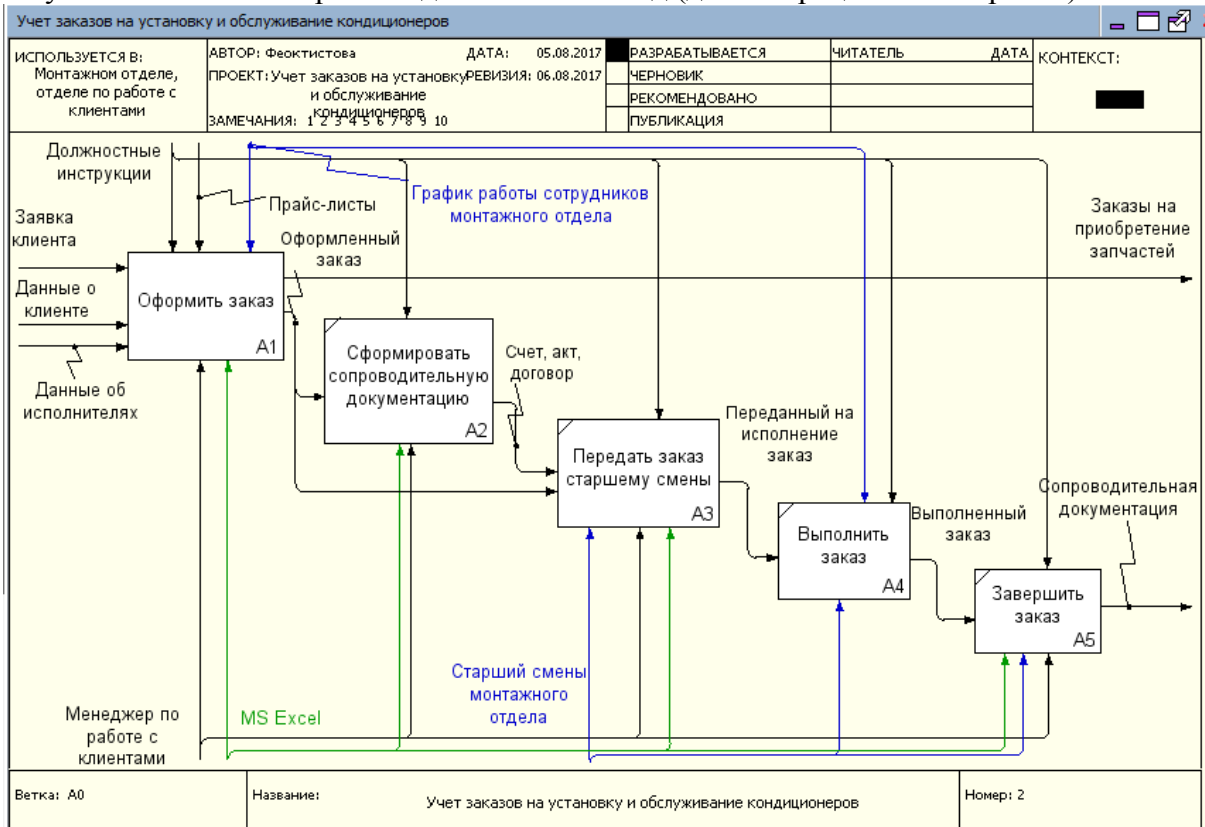 Учет заказов на установку и обслуживание кондиционеров
ИСПОЛЬЗУЕТСЯ В:
Монтажном отделе,
отделе по работе с
клиентами
АВТОР: Феоктистова
ДАТА: 05.08.2017
ПРОЕКТ: Учет заказов на установку
и обслуживание
кондиционеров
РЕВИЗИЯ: 06.08.2017
ЗАМЕЧАНИЯ: 1 2 3 4 5 6 7 8 9 10
РАЗРАБАТЫВАЕТСЯ
ЧЕРНОВИК
РЕКОМЕНДОВАНО
ПУБЛИКАЦИЯ
ЧИТАТЕЛЬ
ДАТА
КОНТЕКСТ:
Должностные
инструкции
Прайс-листы
График работы сотрудников
монтажного отдела
Заявка
клиента
Оформленный
заказ
Заказы на
приобретение
запчастей
Данные о
клиенте
Оформить заказ
A1
Данные об
исполнителях
Сформировать
сопроводительную
документацию
A2
Счет, акт,
договор
Передать заказ
старшему смены
A3
Переданный на
исполнение
заказ
Выполнить
заказ
A4
Выполненный
заказ
Сопроводительная
документация
Завершить
заказ
A5
Старший смены
монтажного
отдела
MS Excel
Менеджер по
работе с
клиентами
Ветка: A0
Название:
Учет заказов на установку и обслуживание кондиционеров
Номер: 2